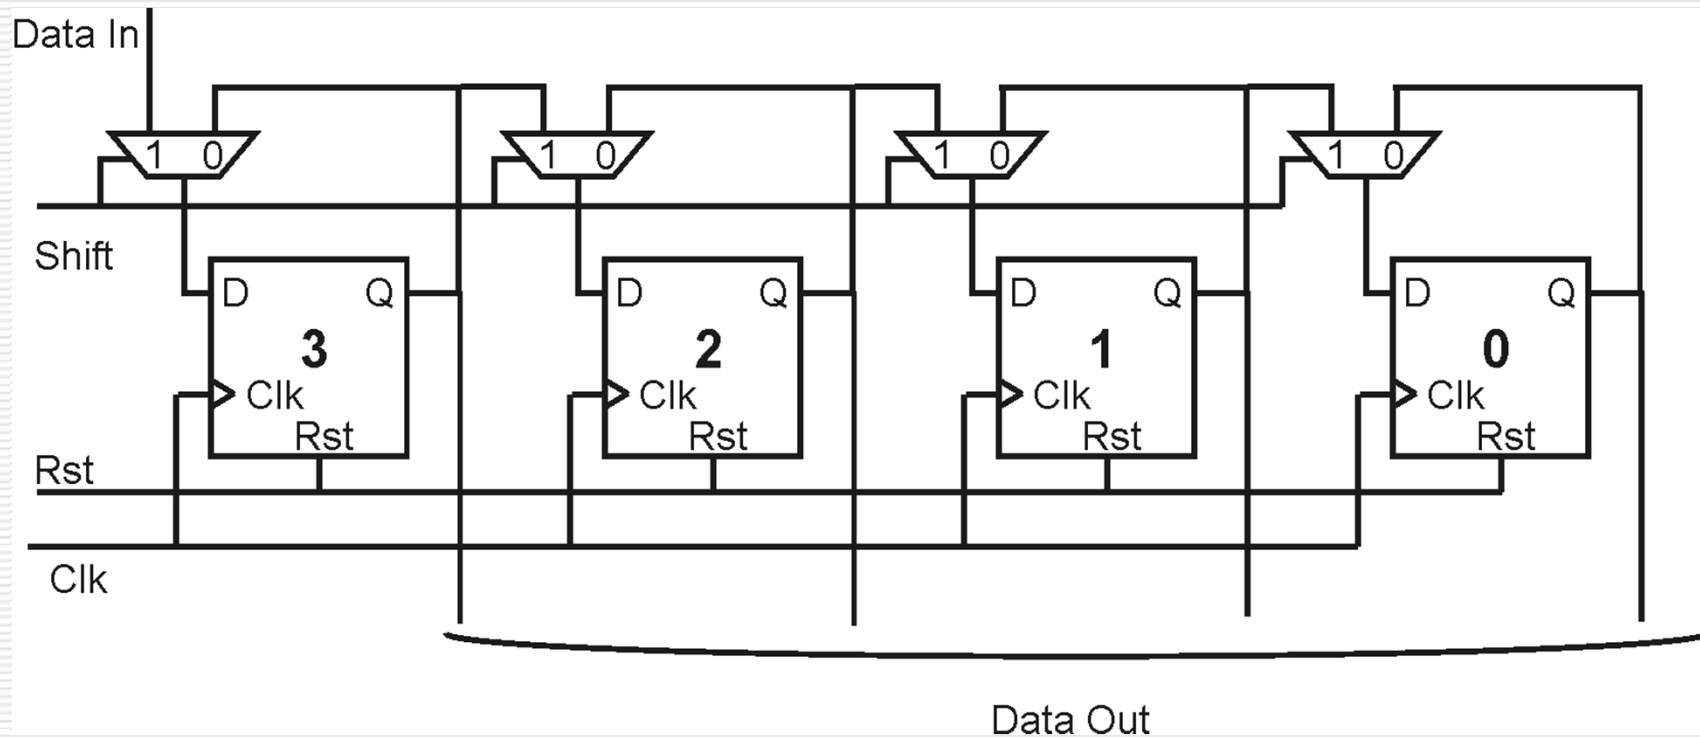 Data In
1 0 1 0 1 0 1 0
Shift
D Q D Q D Q D Q
3 2 1 0
Clk Clk Clk Clk
Rst Rst Rst Rst
Rst
Clk
Data Out